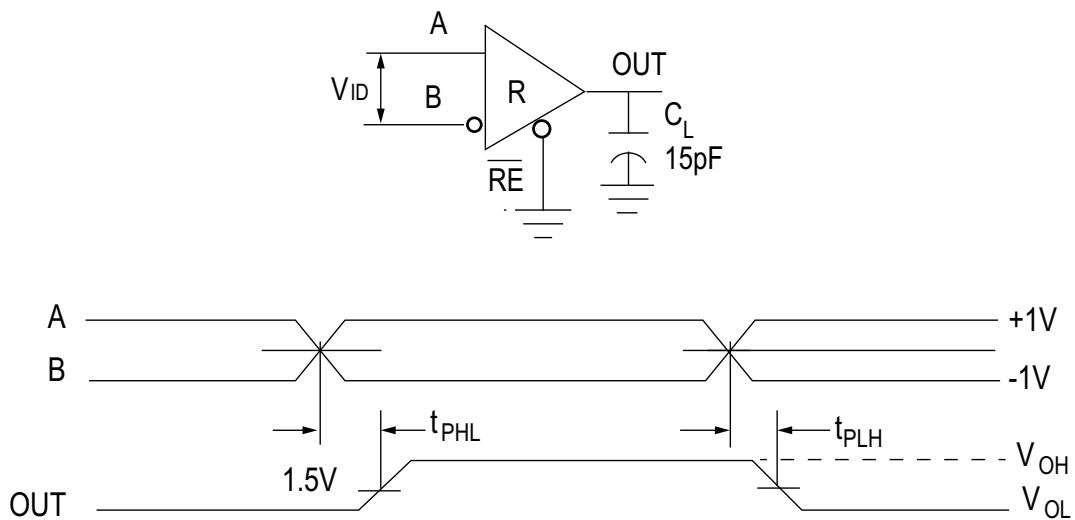 A
OUT
VID
B
R
CL
15pF
RE
A
+1V
B
-1V
tPHL
tPLH
1.5V
VOH
OUT
VOL